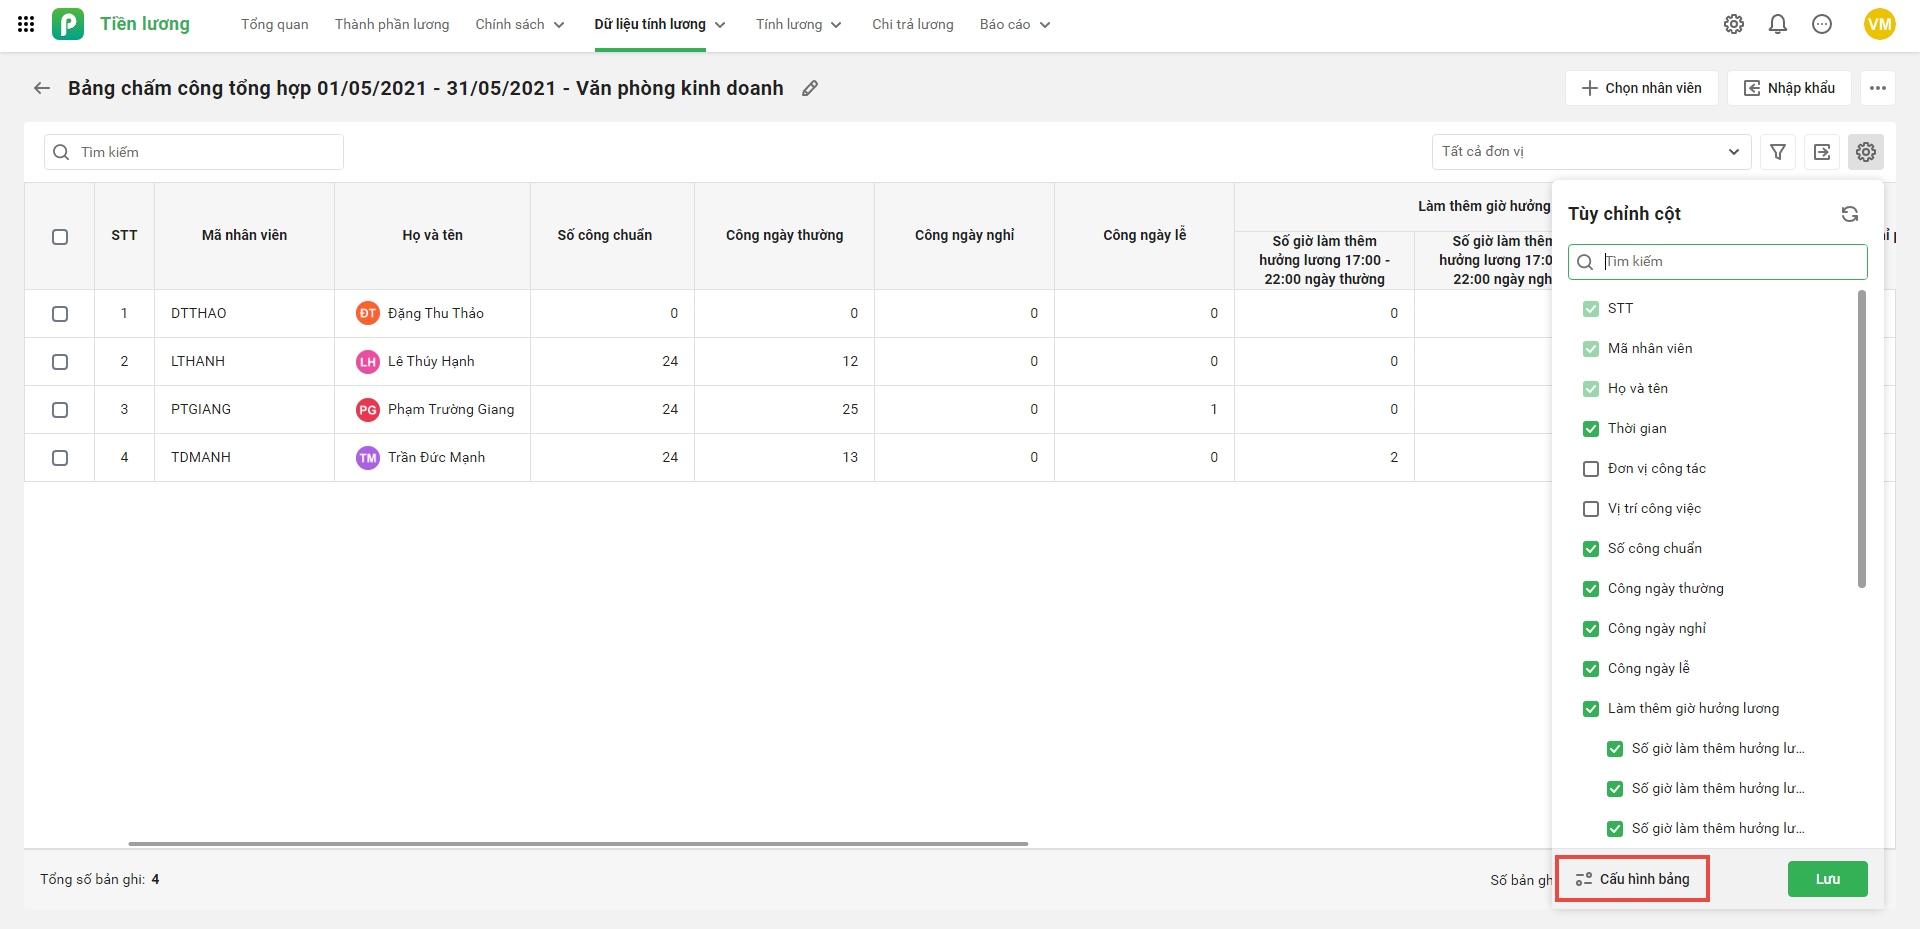 Tiền lương
Tổng quan
Thành phần lương
Chính sách
Dữ liệu tính lương
Tính lương
Chi trả lương
Báo cáo
VM
Bảng chấm công tổng hợp 01/05/2021 - 31/05/2021 - Văn phòng kinh doanh
Chọn nhân viên
Nhập khẩu
Tìm kiếm
Tất cả đơn vị
STT
Mã nhân viên
Họ và tên
Số công chuẩn
Công ngày thường
Công ngày nghỉ
Công ngày lễ
Làm thêm giờ hưởng
Số giờ làm thêm
hưởng lương 17:00 -
22:00 ngày thường
Số giờ làm thêm
hưởng lương 17:0
22:00 ngày ngh
1 DTTHAO ĐT Đặng Thu Thảo 0 0 0 0 0
2 LTHANH LH Lê Thúy Hạnh 24 12 0 0 0
3 PTGIANG PG Phạm Trường Giang 24 25 0 1 0
4 TDMANH TM Trần Đức Mạnh 24 13 0 0 2
Tổng số bản ghi: 4
Số bản gh
Tùy chỉnh cột
Tìm kiếm
STT
Mã nhân viên
Họ và tên
Thời gian
Đơn vị công tác
Vị trí công việc
Số công chuẩn
Công ngày thường
Công ngày nghỉ
Công ngày lễ
Làm thêm giờ hưởng lương
Số giờ làm thêm hưởng lư...
Số giờ làm thêm hưởng lư...
Số giờ làm thêm hưởng lư...
Cấu hình bảng
Lưu